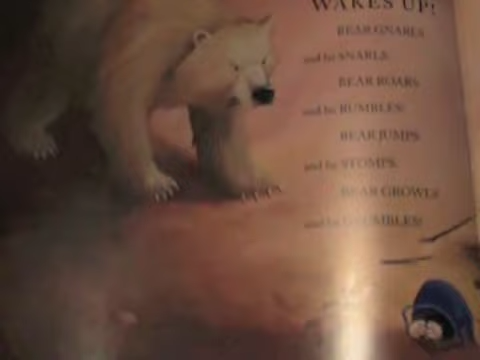 WAKES UP!
BEAR GNARLS
and he SNARLS.
BEAR ROARS
and he RUMBLES!
BEAR JUMPS
and he STOMPS.
BEAR GROWLS
and he GRUMBLES!